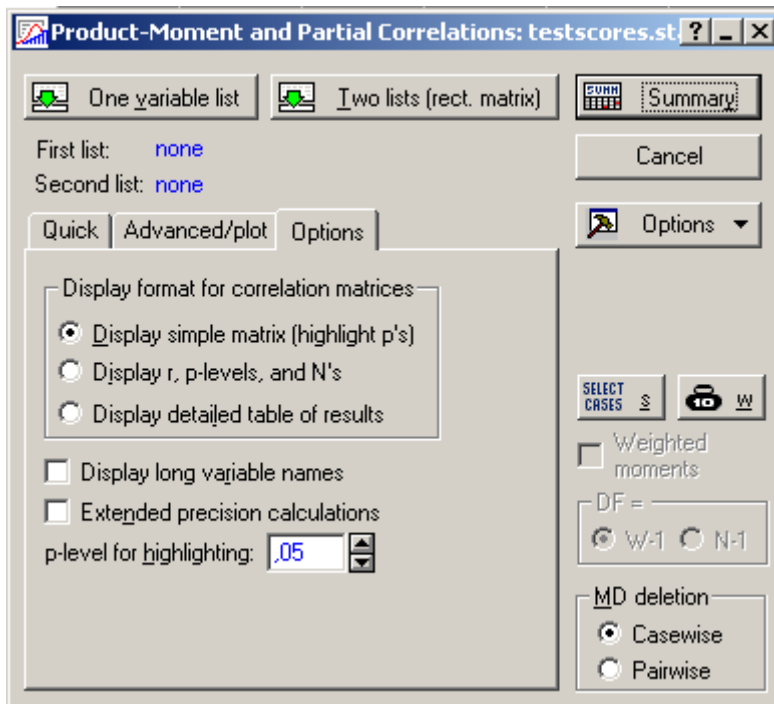 Product-Moment and Partial Correlations: testscores.st
One variable list
Two lists (rect. matrix)
SUMM
Summary
First list: none
Second list: none
Cancel
Quick
Advanced/plot
Options
Options
Display format for correlation matrices
Display simple matrix (highlight p's)
Display r, p-levels, and N's
Display detailed table of results
SELECT CASES S
10 W
Weighted moments
Display long variable names
Extended precision calculations
p-level for highlighting: ,05
DF =
W-1 N-1
MD deletion
Casewise
Pairwise